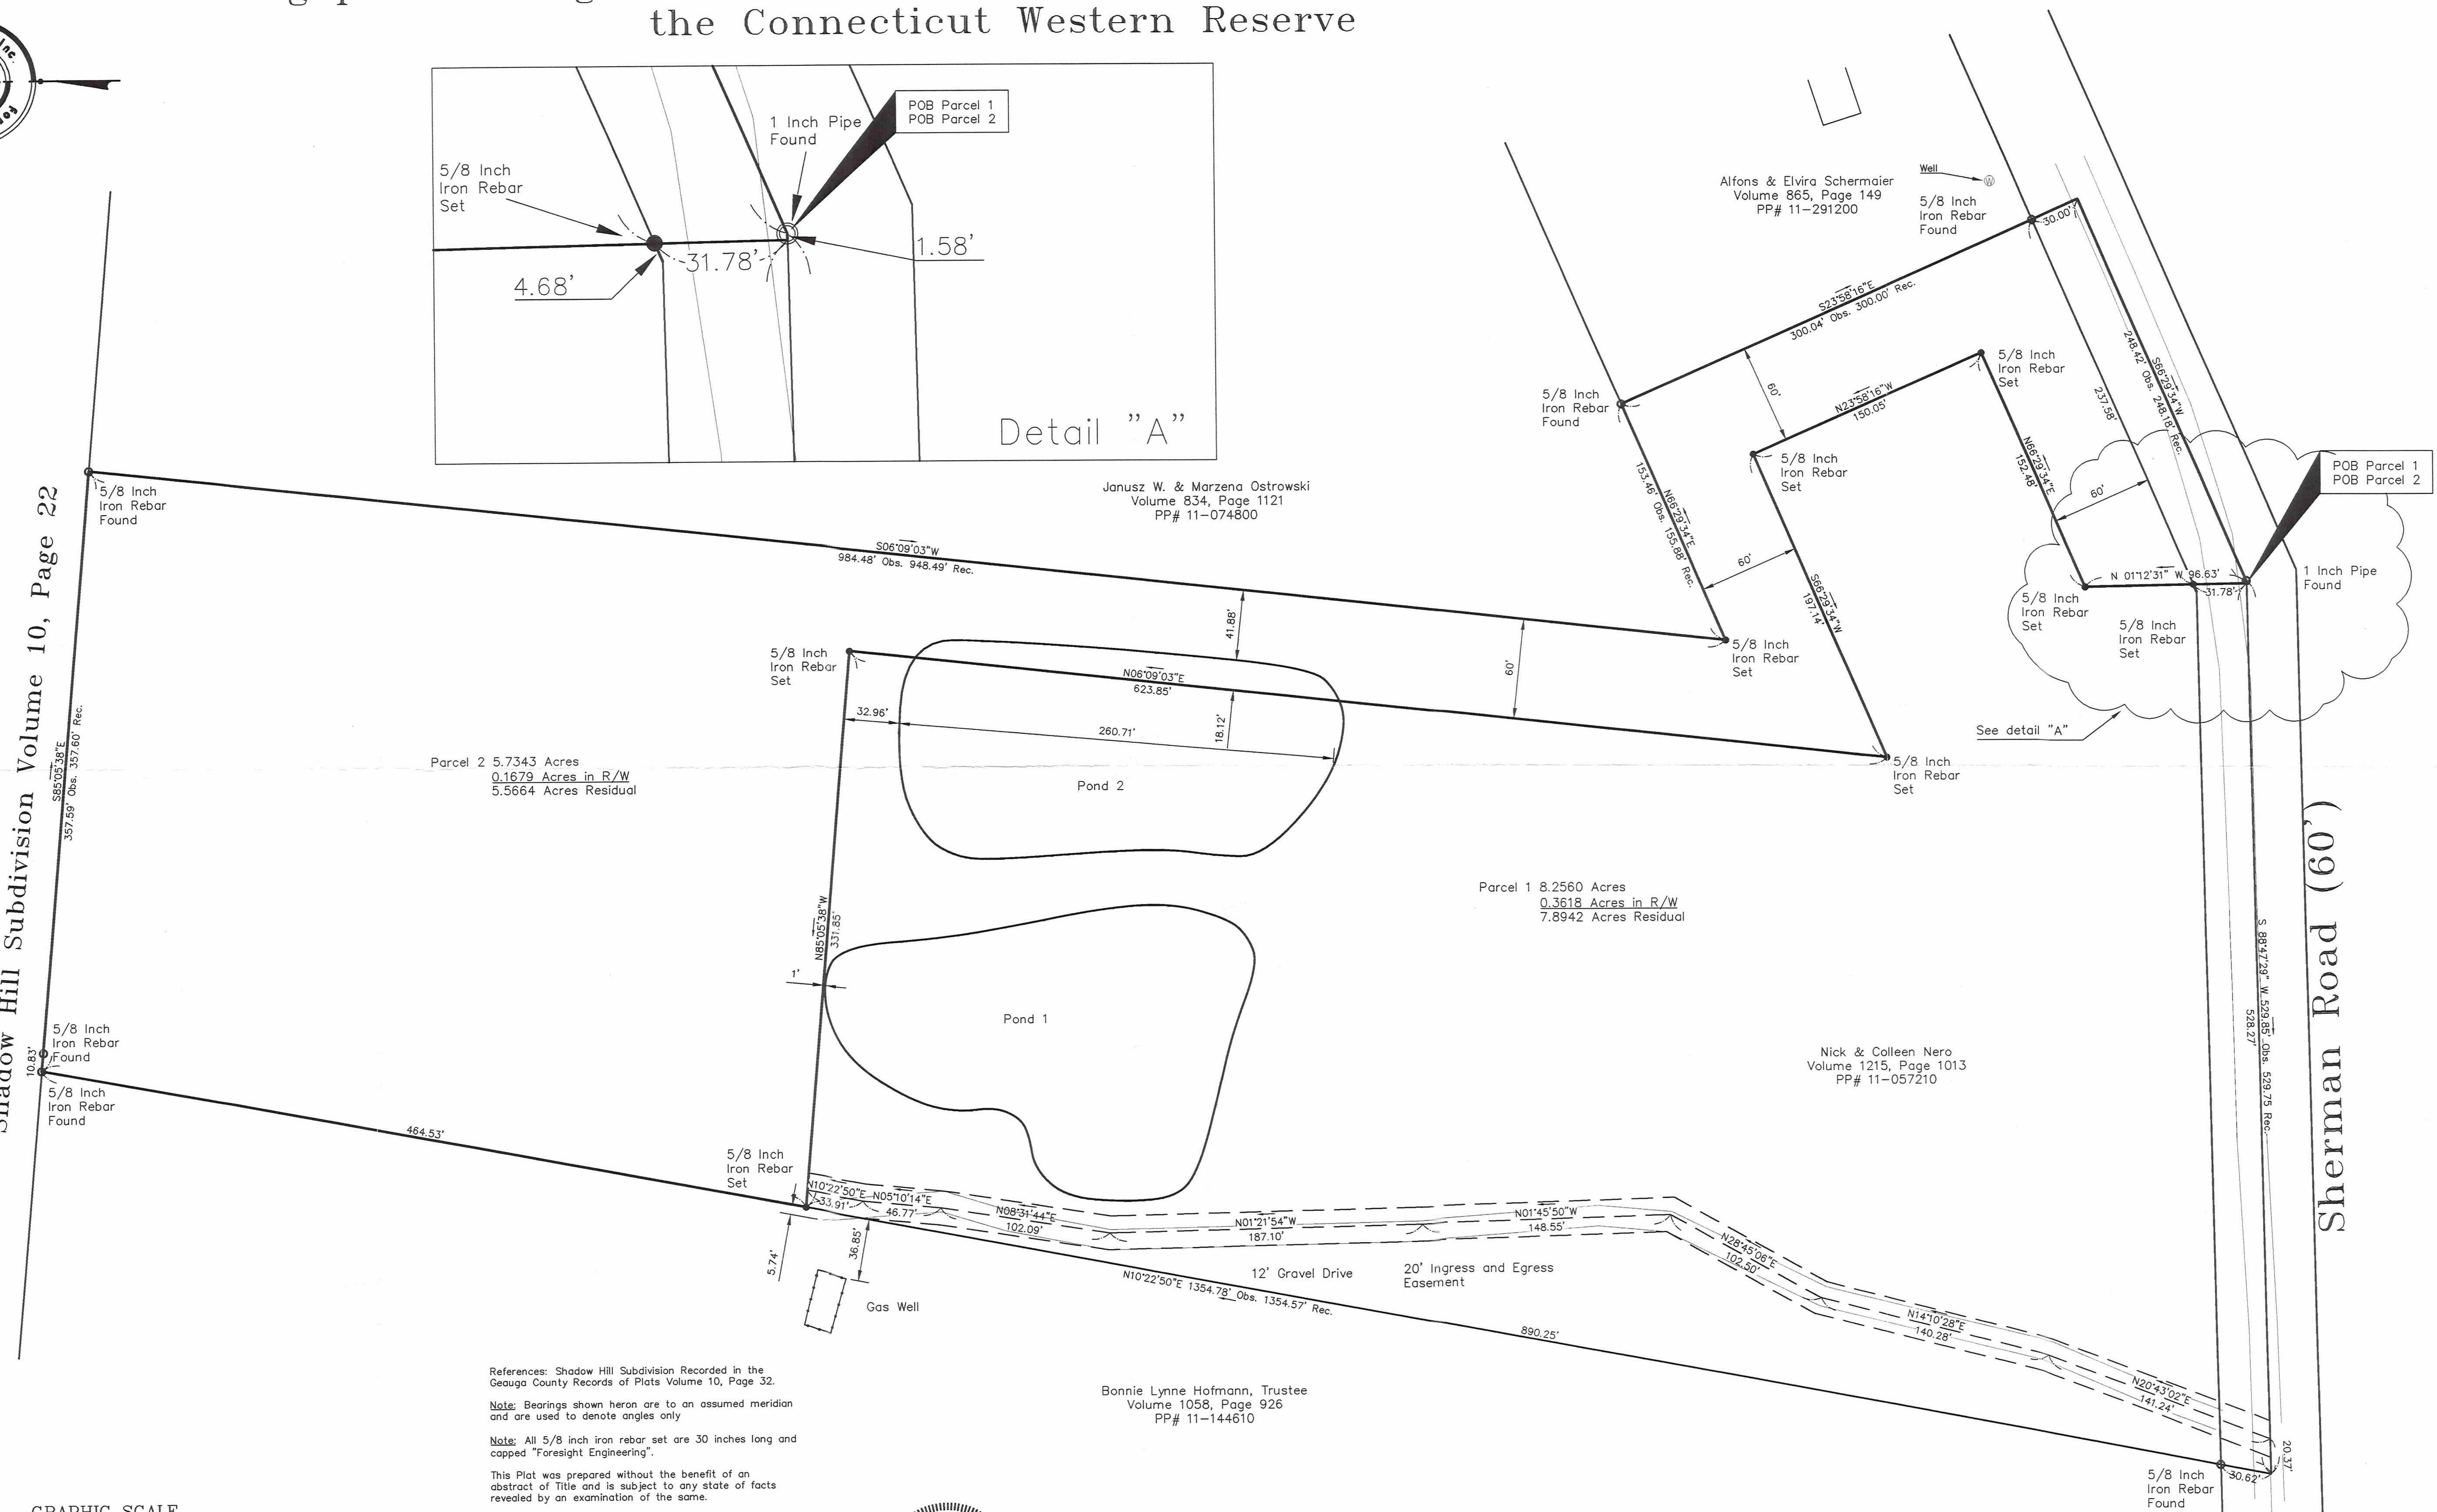 the Connecticut Western Reserve
Inc.
POB Parcel 1
POB Parcel 2
1 Inch Pipe
Found
5/8 Inch
Iron Rebar
Set
31.78'
1.58'
4.68'
Detail "A"
Alfons & Elvira Schermaier
Volume 865, Page 149
PP# 11-291200
Well
W
5/8 Inch
Iron Rebar
Found
30.00'
S23°58'16"E
300.04' Obs. 300.00' Rec.
5/8 Inch
Iron Rebar
Found
60'
N23°58'16"W
150.05'
5/8 Inch
Iron Rebar
Set
5/8 Inch
Iron Rebar
Set
237.58'
S66°29'34"W
248.42' Obs. 248.18' Rec.
N66°29'34"E
152.48'
60'
POB Parcel 1
POB Parcel 2
1 Inch Pipe
Found
N 01°12'31" W 96.63'
31.78'
5/8 Inch
Iron Rebar
Set
5/8 Inch
Iron Rebar
Set
See detail "A"
N66°29'34"E
153.46' Obs. 155.88' Rec.
60'
S66°29'34"W
197.14'
5/8 Inch
Iron Rebar
Set
5/8 Inch
Iron Rebar
Set
Janusz W. & Marzena Ostrowski
Volume 834, Page 1121
PP# 11-074800
5/8 Inch
Iron Rebar
Found
S06°09'03"W
984.48' Obs. 948.49' Rec.
41.88'
60'
5/8 Inch
Iron Rebar
Set
N06°09'03"E
623.85'
32.96'
260.71'
18.12'
Pond 2
Shadow Hill Subdivision Volume 10, Page 22
S85°05'38"E
357.59' Obs. 357.60' Rec.
Parcel 2 5.7343 Acres
0.1679 Acres in R/W
5.5664 Acres Residual
Parcel 1 8.2560 Acres
0.3618 Acres in R/W
7.8942 Acres Residual
N85°05'38"W
331.85'
1'
Pond 1
5/8 Inch
Iron Rebar
Found
10.83'
5/8 Inch
Iron Rebar
Found
464.53'
Nick & Colleen Nero
Volume 1215, Page 1013
PP# 11-057210
S 88°47'29" W 529.85' Obs. 529.75 Rec.
528.27'
Sherman Road (60')
5/8 Inch
Iron Rebar
Set
N10°22'50"E
33.91'
N05°10'14"E
46.77'
N08°31'44"E
102.09'
N01°21'54"W
187.10'
N01°45'50"W
148.55'
N28°45'06"E
102.50'
N14°10'28"E
140.28'
N20°43'02"E
141.24'
5.74'
36.85'
Gas Well
12' Gravel Drive
20' Ingress and Egress
Easement
N10°22'50"E 1354.78' Obs. 1354.57' Rec.
890.25'
20.37'
30.62'
5/8 Inch
Iron Rebar
Found
Bonnie Lynne Hofmann, Trustee
Volume 1058, Page 926
PP# 11-144610
References: Shadow Hill Subdivision Recorded in the
Geauga County Records of Plats Volume 10, Page 32.
Note: Bearings shown heron are to an assumed meridian
and are used to denote angles only
Note: All 5/8 inch iron rebar set are 30 inches long and
capped "Foresight Engineering".
This Plat was prepared without the benefit of an
abstract of Title and is subject to any state of facts
revealed by an examination of the same.
GRAPHIC SCALE